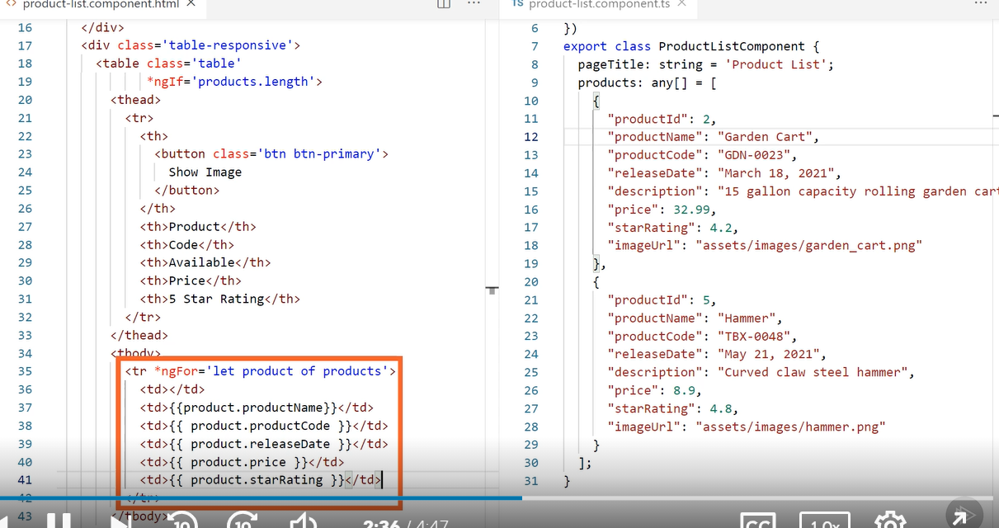 product-list.component.html
16 </div>
17 <div class='table-responsive'>
18 <table class='table'
19 *ngIf='products.length'>
20 <thead>
21 <tr>
22 <th>
23 <button class='btn btn-primary'>
24 Show Image
25 </button>
26 </th>
27 <th>Product</th>
28 <th>Code</th>
29 <th>Available</th>
30 <th>Price</th>
31 <th>5 Star Rating</th>
32 </tr>
33 </thead>
34 <tbody>
35 <tr *ngFor='let product of products'>
36 <td></td>
37 <td>{{product.productName}}</td>
38 <td>{{ product.productCode }}</td>
39 <td>{{ product.releaseDate }}</td>
40 <td>{{ product.price }}</td>
41 <td>{{ product.starRating }}</td>
42 </tr>
43 </tbody>
TS product-list.component.ts
6 })
7 export class ProductListComponent {
8 pageTitle: string = 'Product List';
9 products: any[] = [
10 {
11 "productId": 2,
12 "productName": "Garden Cart",
13 "productCode": "GDN-0023",
14 "releaseDate": "March 18, 2021",
15 "description": "15 gallon capacity rolling garden cart
16 "price": 32.99,
17 "starRating": 4.2,
18 "imageUrl": "assets/images/garden_cart.png"
19 },
20 {
21 "productId": 5,
22 "productName": "Hammer",
23 "productCode": "TBX-0048",
24 "releaseDate": "May 21, 2021",
25 "description": "Curved claw steel hammer",
26 "price": 8.9,
27 "starRating": 4.8,
28 "imageUrl": "assets/images/hammer.png"
29 }
30 ];
31 }
10 10 2:36 / 4:47 CC 1.0x